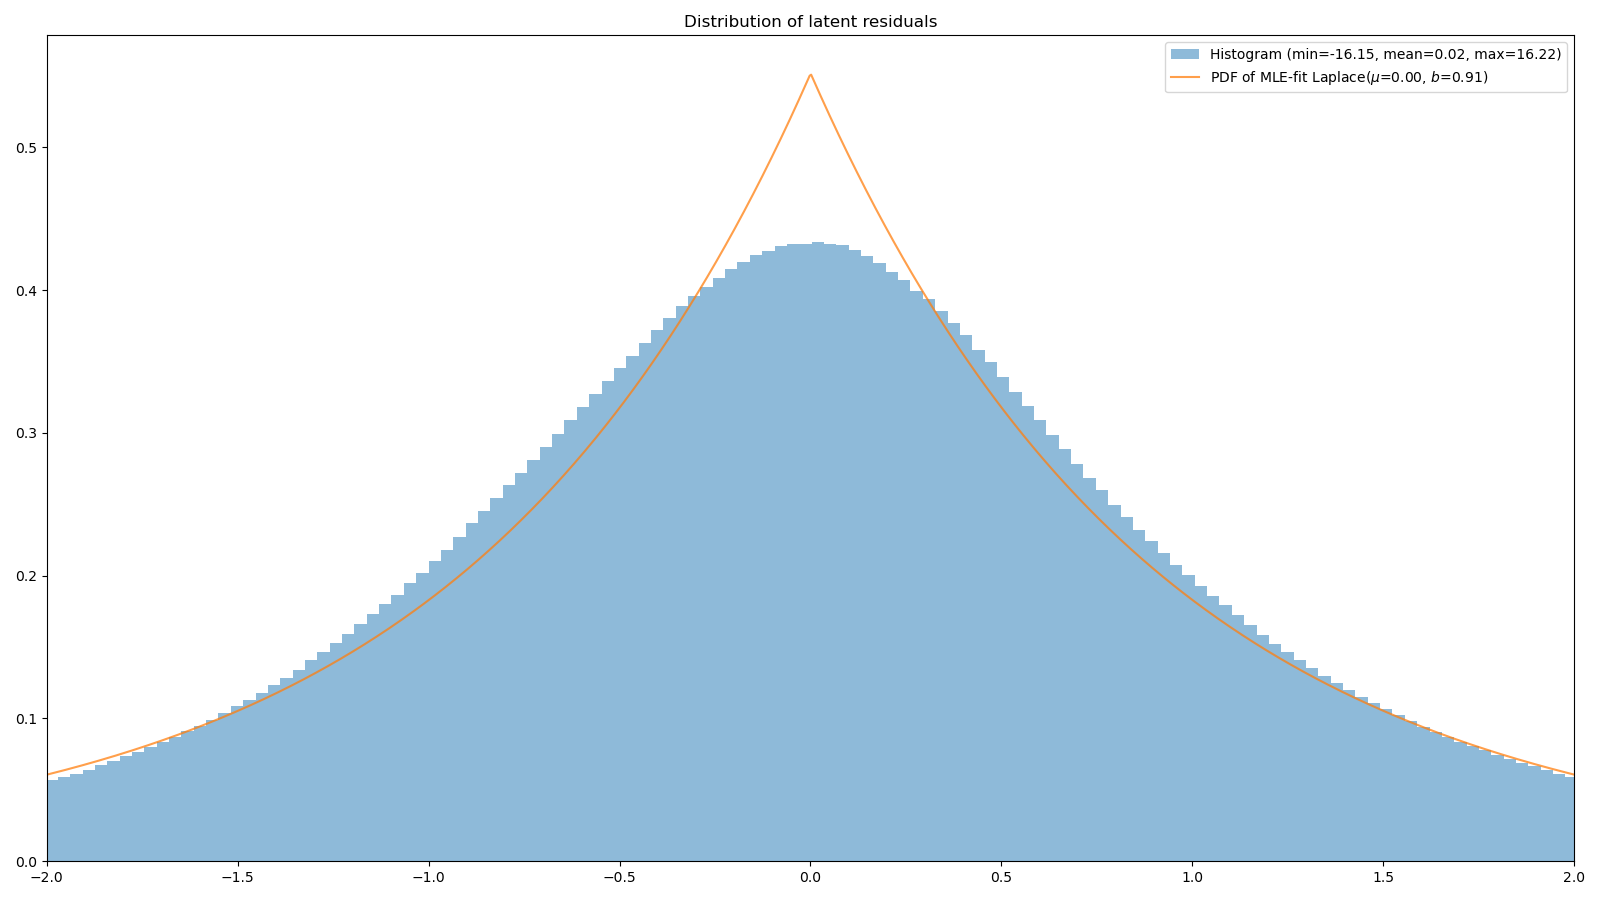 Distribution of latent residuals
Histogram (min=-16.15, mean=0.02, max=16.22)
PDF of MLE-fit Laplace(μ=0.00, b=0.91)
0.5
0.4
0.3
0.2
0.1
0.0
−2.0 −1.5 −1.0 −0.5 0.0 0.5 1.0 1.5 2.0